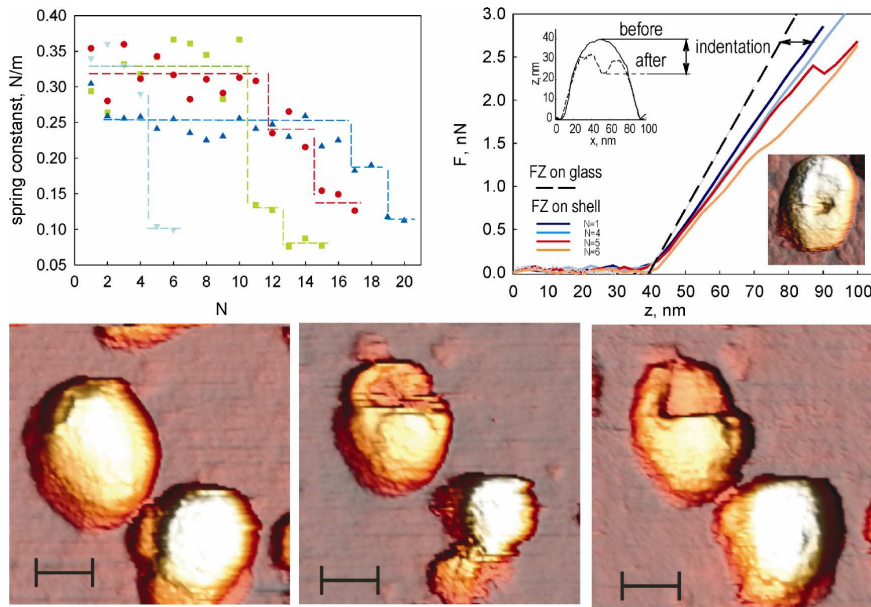 spring constanst, N/m
0.40
0.35
0.30
0.25
0.20
0.15
0.10
0.05
0 2 4 6 8 10 12 14 16 18 20
N
F, nN
3.0
2.5
2.0
1.5
1.0
0.5
0.0
0 10 20 30 40 50 60 70 80 90 100
z, nm
z,nm
50
40
30
20
10
0
0 20 40 60 80 100
x, nm
before
after
indentation
FZ on glass
FZ on shell
N=1
N=4
N=5
N=6